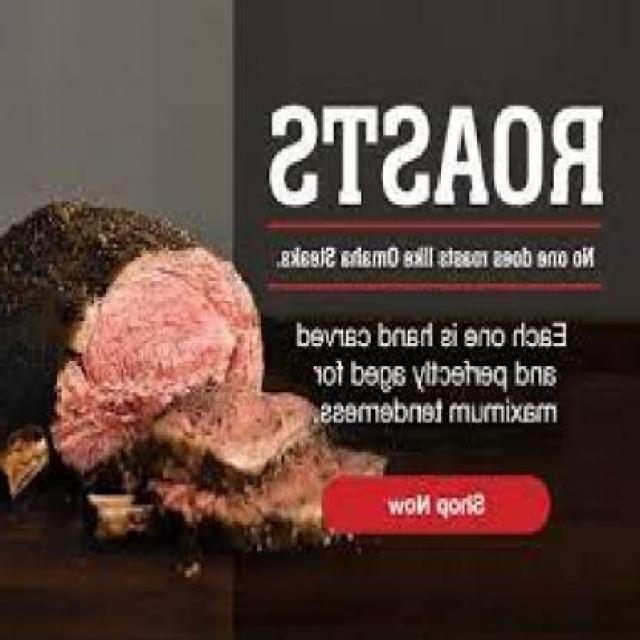 ROASTS
No one does roasts like Omaha Steaks.
Each one is hand carved
and perfectly aged for
maximum tenderness.
Shop Now